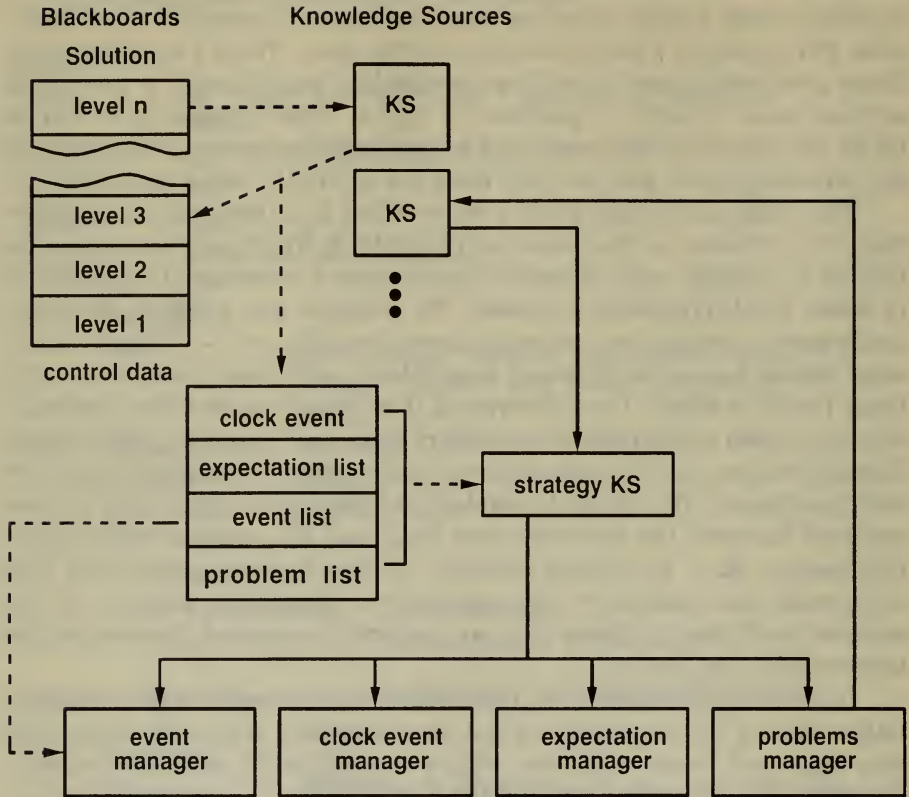 Blackboards
Knowledge Sources
Solution
level n
KS
level 3
KS
level 2
level 1
control data
clock event
expectation list
event list
problem list
strategy KS
event
manager
clock event
manager
expectation
manager
problems
manager